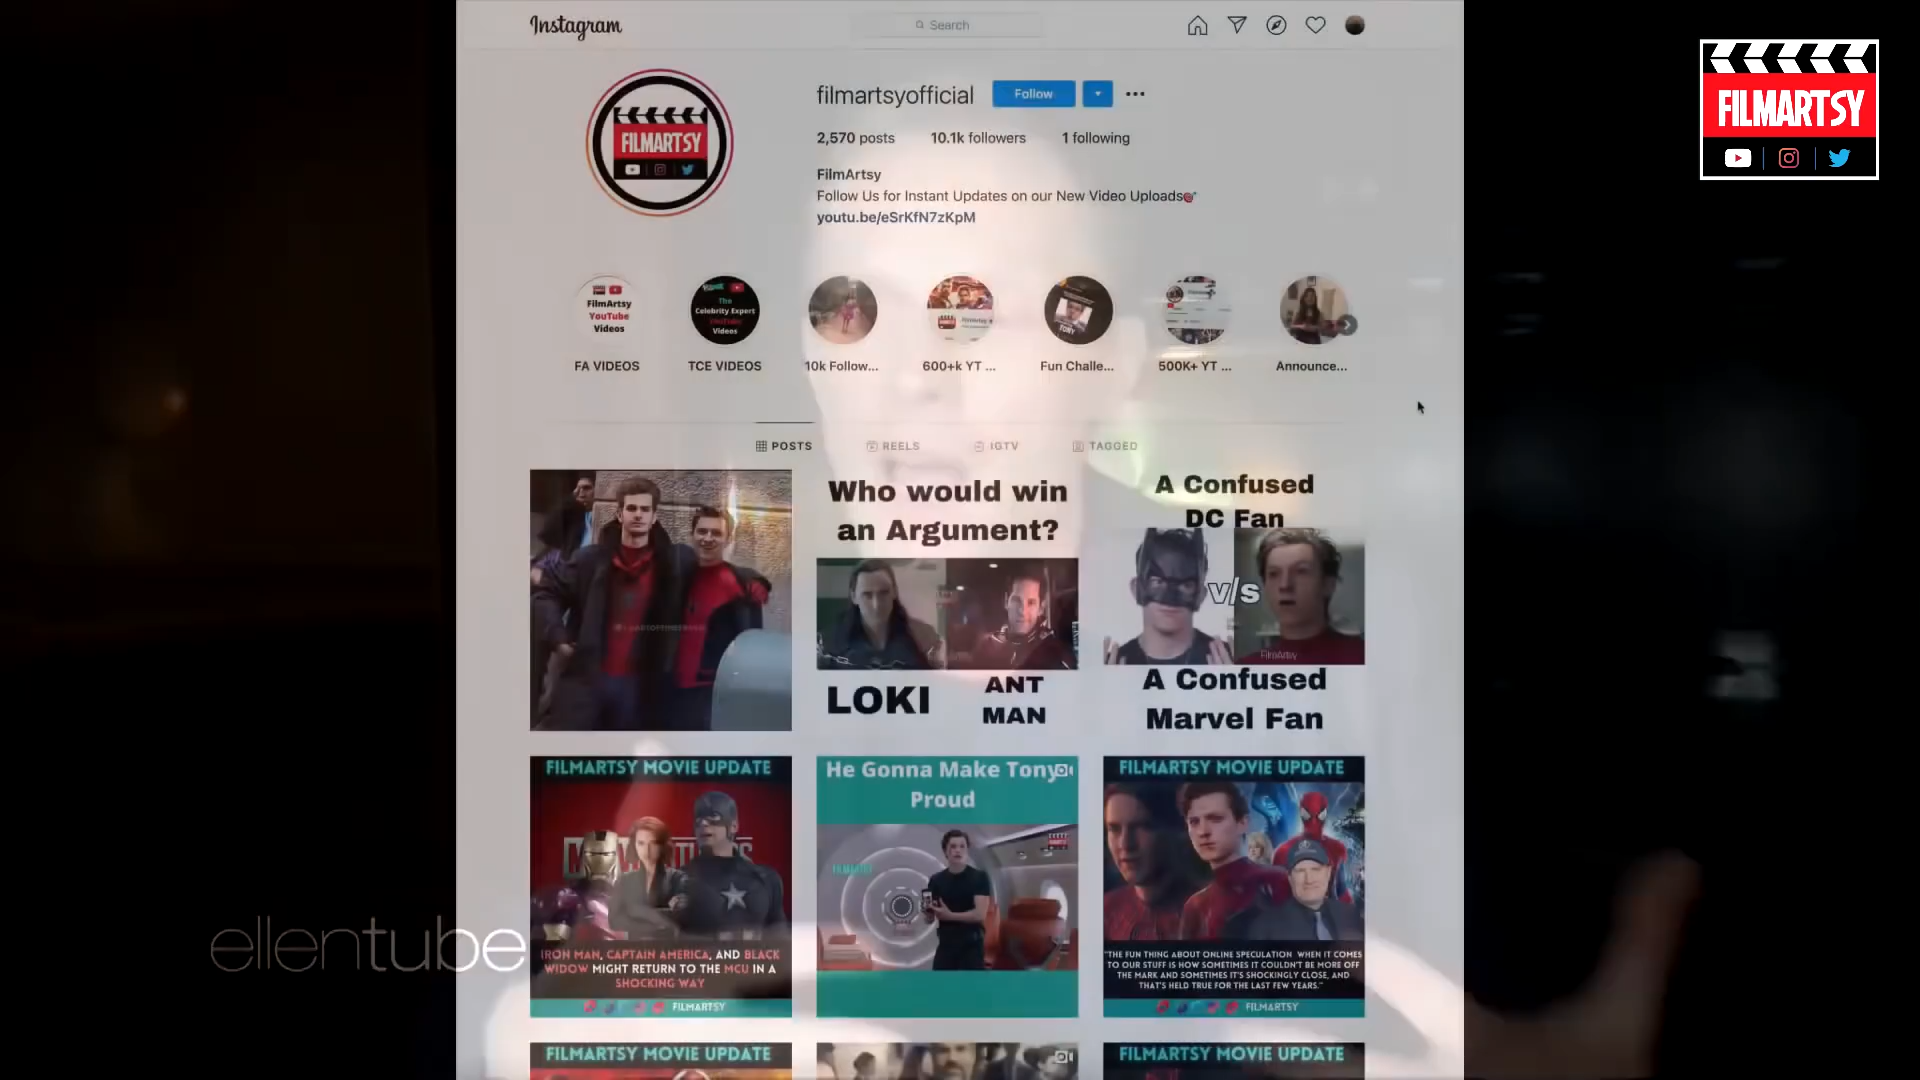 Instagram
Search
FILMARTSY
filmartsyofficial
Follow
2,570 posts
10.1k followers
1 following
FILMARTSY
FilmArtsy
Follow Us for Instant Updates on our New Video Uploads
youtu.be/eSrKfN7zKpM
FilmArtsy
YouTube
Videos
The
Celebrity Expert
YouTube
Videos
TONY
FA VIDEOS
TCE VIDEOS
10k Follow...
600+k YT ...
Fun Challe...
500K+ YT ...
Announce...
POSTS
REELS
IGTV
TAGGED
Who would win
an Argument?
LOKI
ANT
MAN
A Confused
DC Fan
v/s
FilmArtsy
A Confused
Marvel Fan
FILMARTSY MOVIE UPDATE
IRON MAN, CAPTAIN AMERICA, AND BLACK
WIDOW MIGHT RETURN TO THE MCU IN A
SHOCKING WAY
FILMARTSY
He Gonna Make Tony
Proud
FILMARTSY
FILMARTSY MOVIE UPDATE
"THE FUN THING ABOUT ONLINE SPECULATION WHEN IT COMES
TO OUR STUFF IS HOW SOMETIMES IT COULDN'T BE MORE OFF
THE MARK AND SOMETIMES IT'S SHOCKINGLY CLOSE, AND
THAT'S HELD TRUE FOR THE LAST FEW YEARS."
FILMARTSY
ellentube
FILMARTSY MOVIE UPDATE
FILMARTSY MOVIE UPDATE